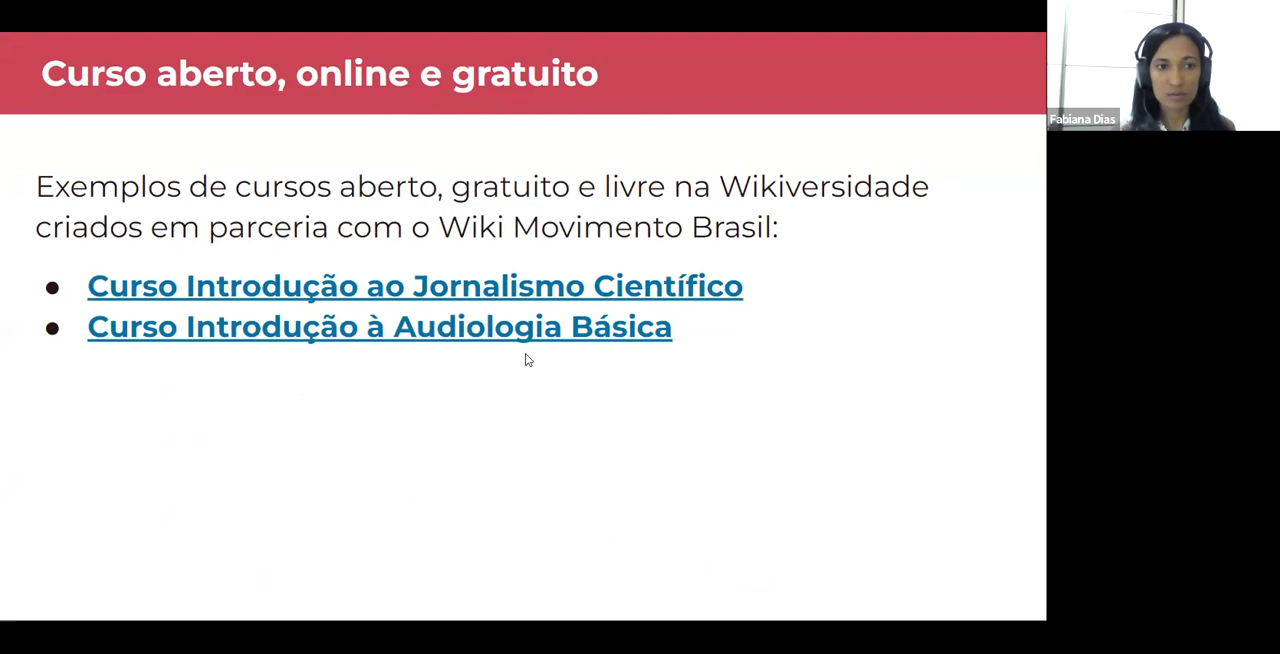 Curso aberto, online e gratuito
Fabiana Dias
Exemplos de cursos aberto, gratuito e livre na Wikiversidade
criados em parceria com o Wiki Movimento Brasil:
● Curso Introdução ao Jornalismo Científico
● Curso Introdução à Audiologia Básica